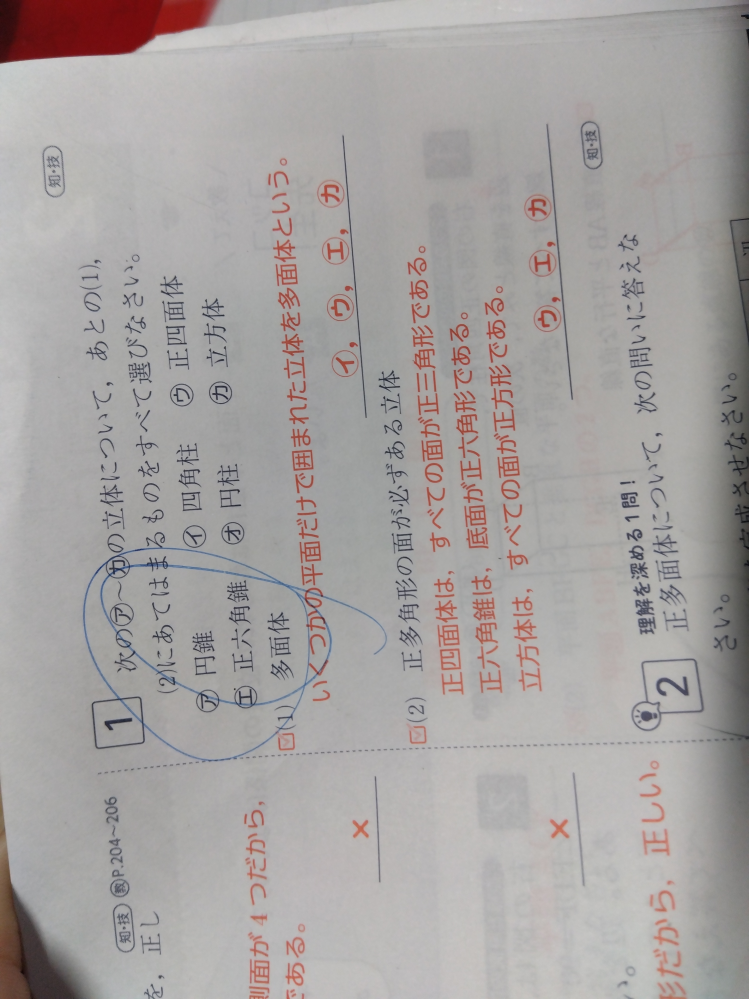 知・技
1 次の㋐～㋕の立体について，あとの(1)，
(2)にあてはまるものをすべて選びなさい。
㋐ 円錐 ㋑ 四角柱 ㋒ 正四面体
㋓ 正六角錐 ㋔ 円柱 ㋕ 立方体
(1) 多面体
いくつかの平面だけで囲まれた立体を多面体という。
㋑，㋒，㋓，㋕
(2) 正多角形の面が必ずある立体
正四面体は，すべての面が正三角形である。
正六角錐は，底面が正六角形である。
立方体は，すべての面が正方形である。
㋒，㋓，㋕
知・技
理解を深める1問！
2 正多面体について，次の問いに答えな
さい。
完成させなさい。
知・技 教P.204～206
を，正し
側面が4つだから，
である。
×
×
い。
形だから，正しい。